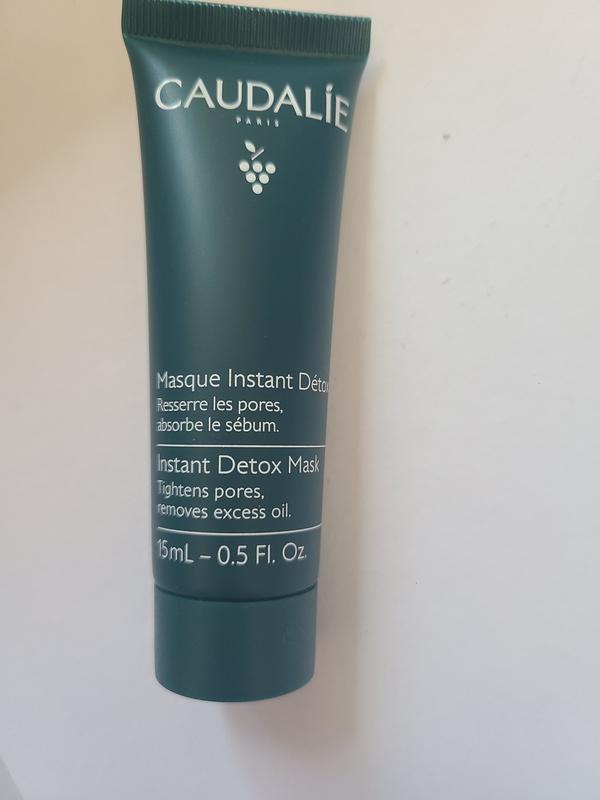 CAUDALÍE
PARIS
Masque Instant Détox
Resserre les pores,
absorbe le sébum.
Instant Detox Mask
Tightens pores,
removes excess oil.
15mL – 0.5 Fl. Oz.